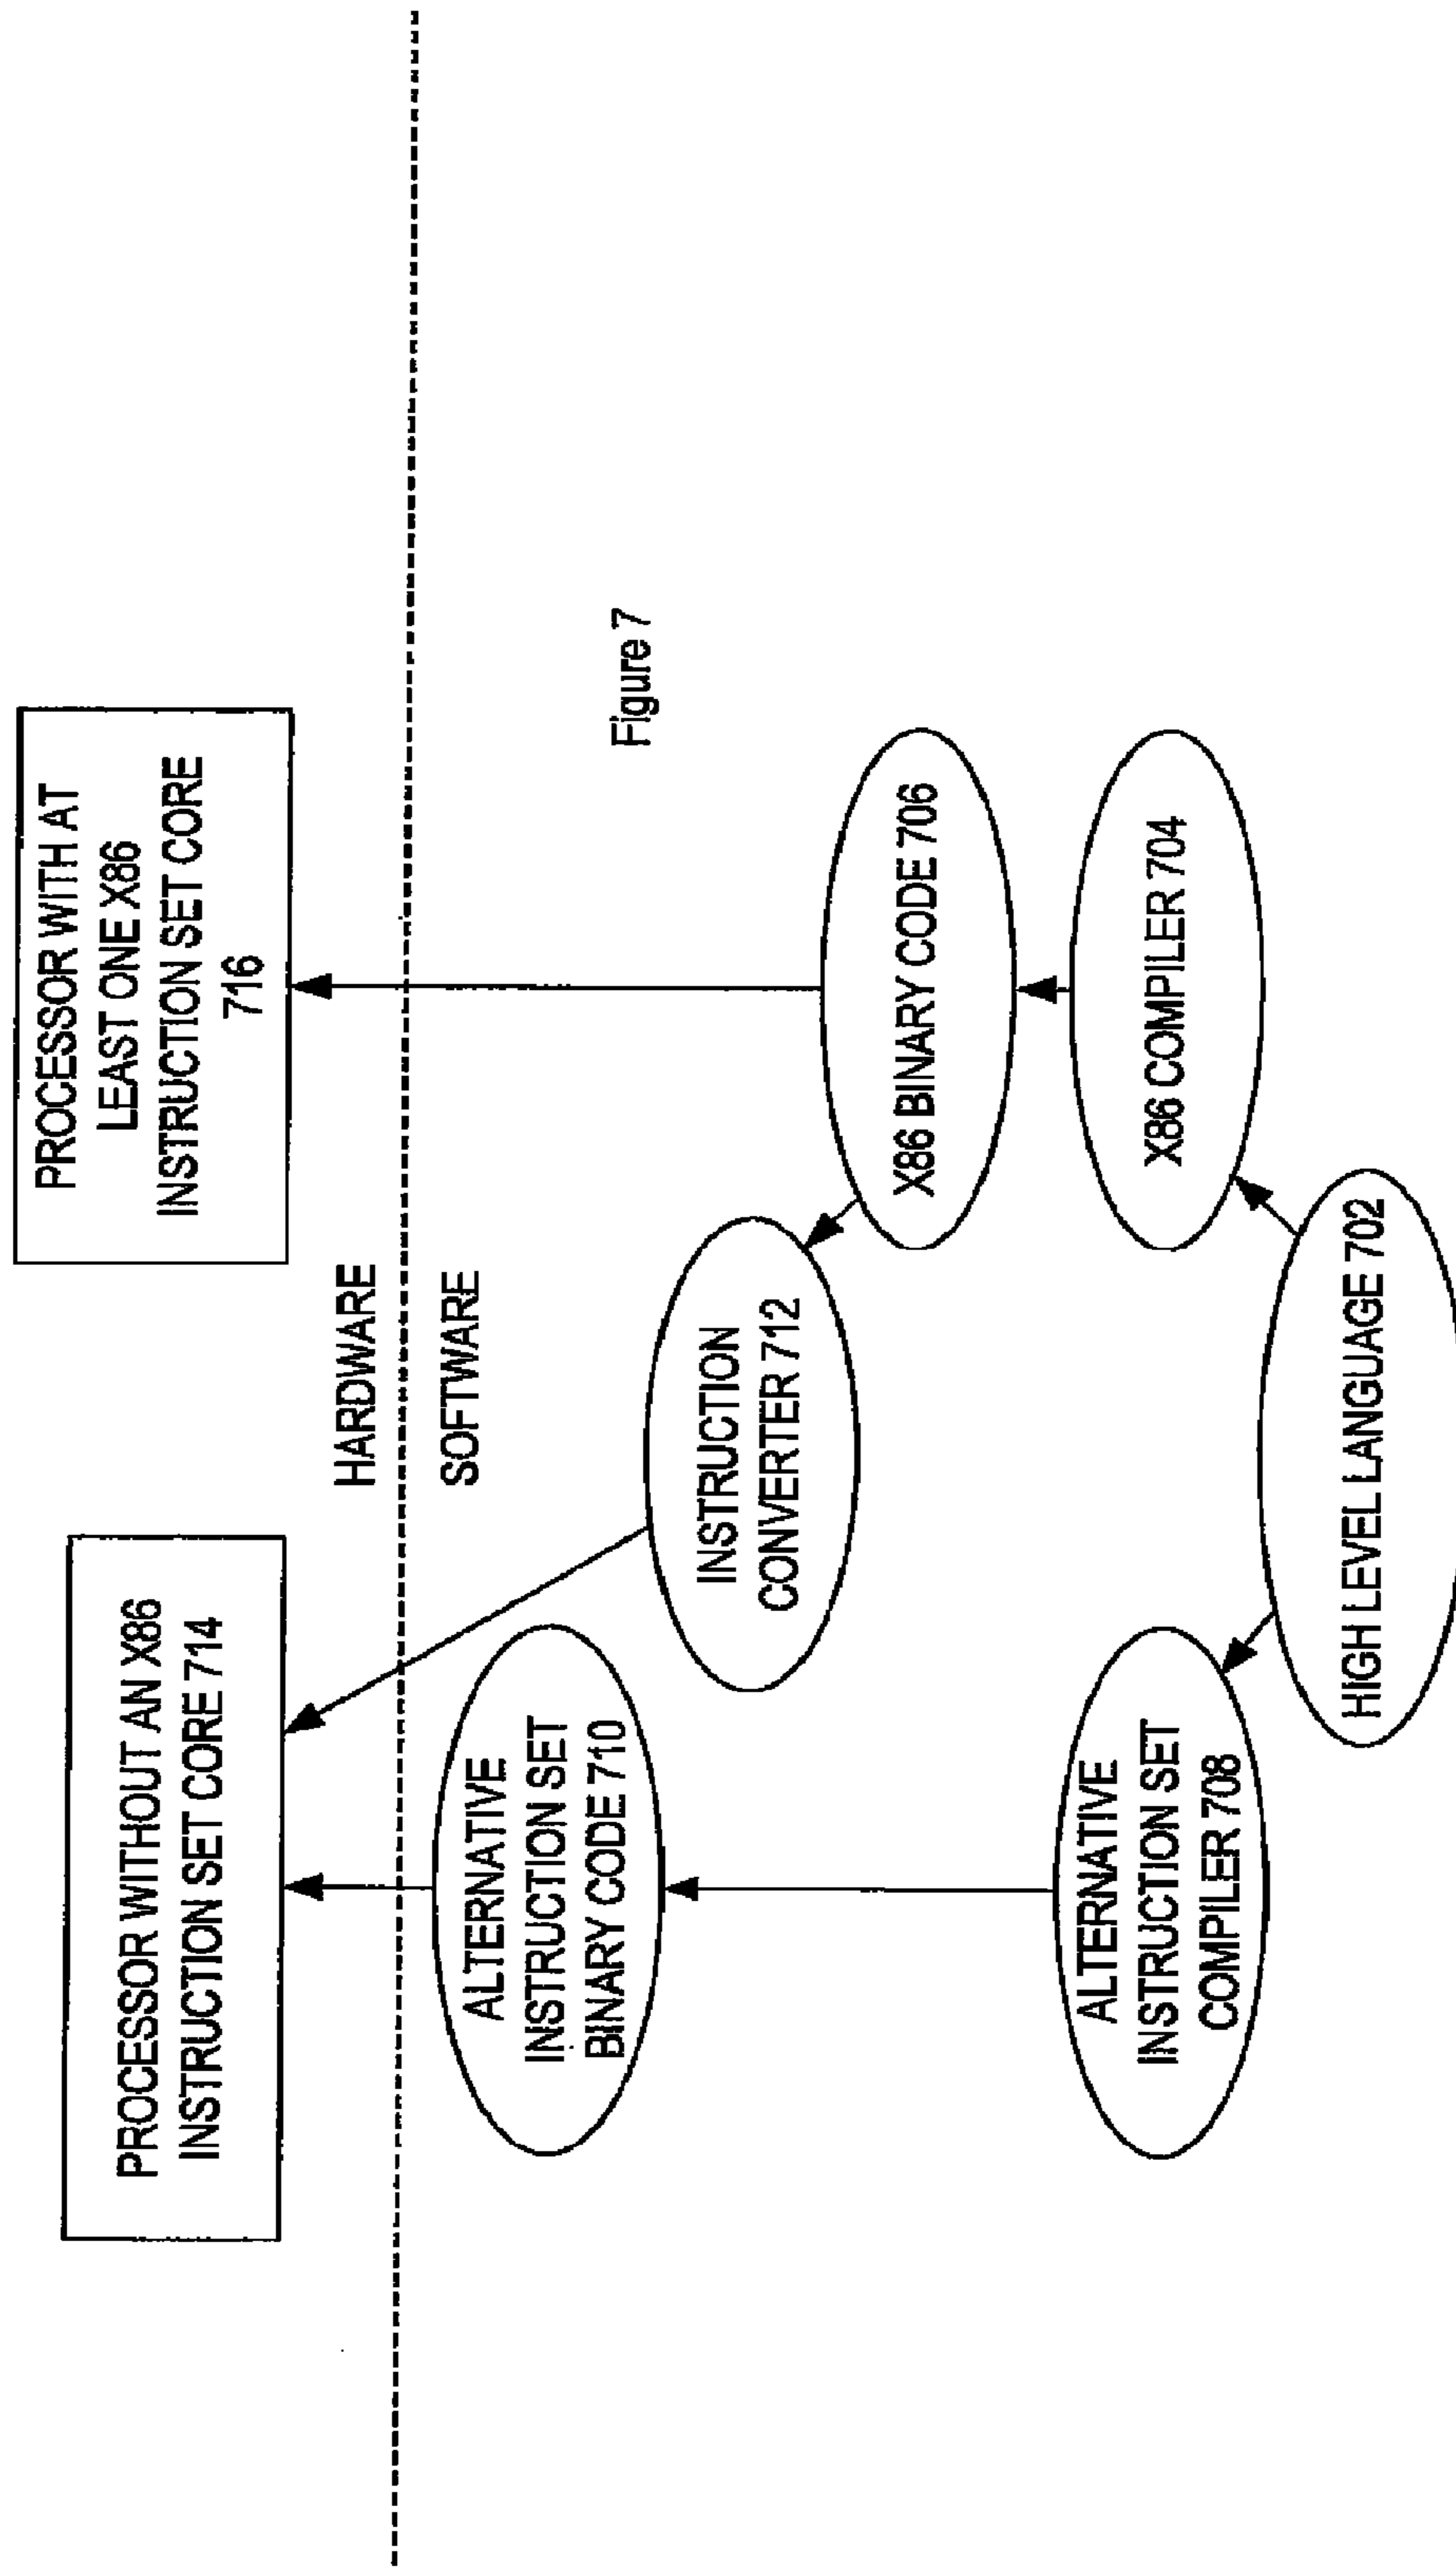 PROCESSOR WITHOUT AN X86
INSTRUCTION SET CORE 714
PROCESSOR WITH AT
LEAST ONE X86
INSTRUCTION SET CORE
716
HARDWARE
SOFTWARE
ALTERNATIVE
INSTRUCTION SET
BINARY CODE 710
INSTRUCTION
CONVERTER 712
Figure 7
X86 BINARY CODE 706
ALTERNATIVE
INSTRUCTION SET
COMPILER 708
X86 COMPILER 704
HIGH LEVEL LANGUAGE 702